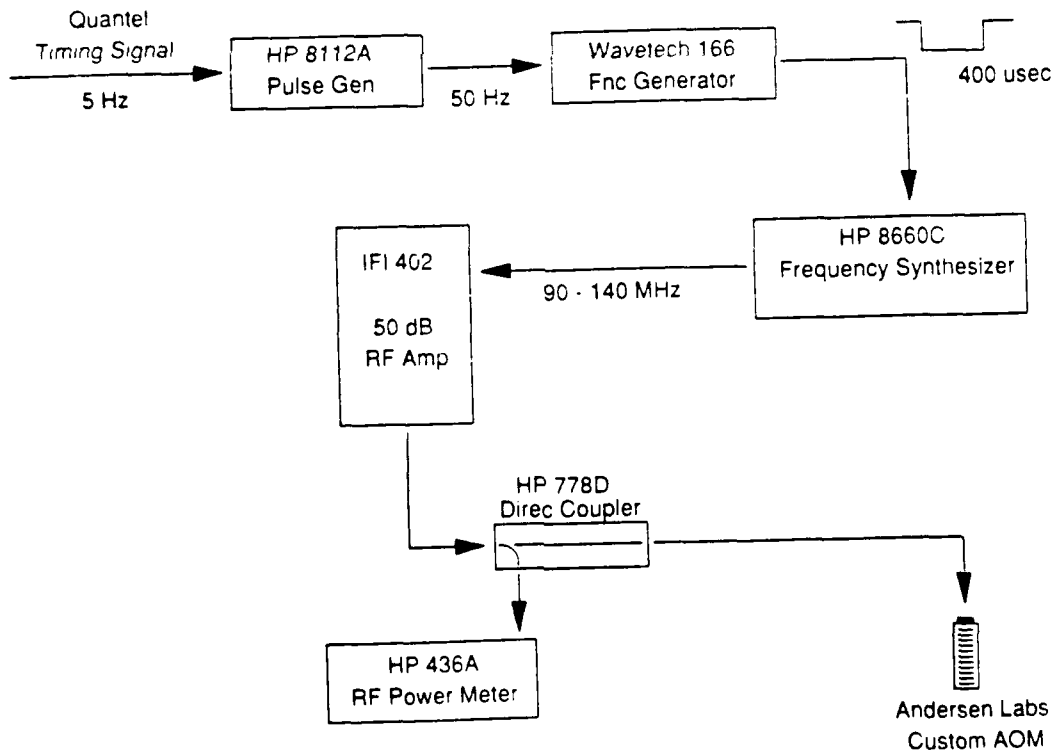 Quantel
Timing Signal
5 Hz
HP 8112A
Pulse Gen
50 Hz
Wavetech 166
Fnc Generator
400 usec
HP 8660C
Frequency Synthesizer
90 - 140 MHz
IFI 402
50 dB
RF Amp
HP 778D
Direc Coupler
HP 436A
RF Power Meter
Andersen Labs
Custom AOM